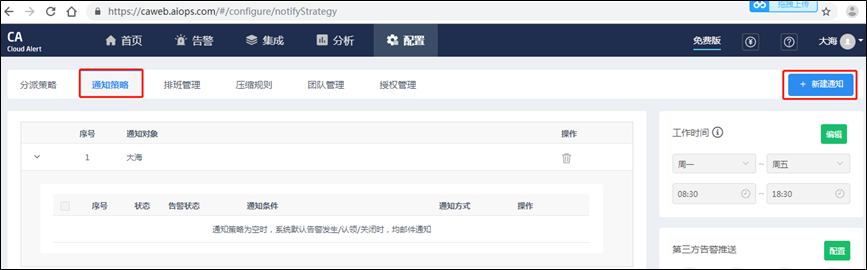 https://caweb.aiops.com/#/configure/notifyStrategy
拖拽上传
CA
Cloud Alert
首页 告警 集成 分析 配置 免费版 大海
分派策略 通知策略 排班管理 压缩规则 团队管理 授权管理 + 新建通知
序号 通知对象 操作
1 大海
序号 状态 告警状态 通知条件 通知方式 操作
通知策略为空时，系统默认告警发生/认领/关闭时，均邮件通知
工作时间 编辑
周一 ~ 周五
08:30 ~ 18:30
第三方告警推送 配置